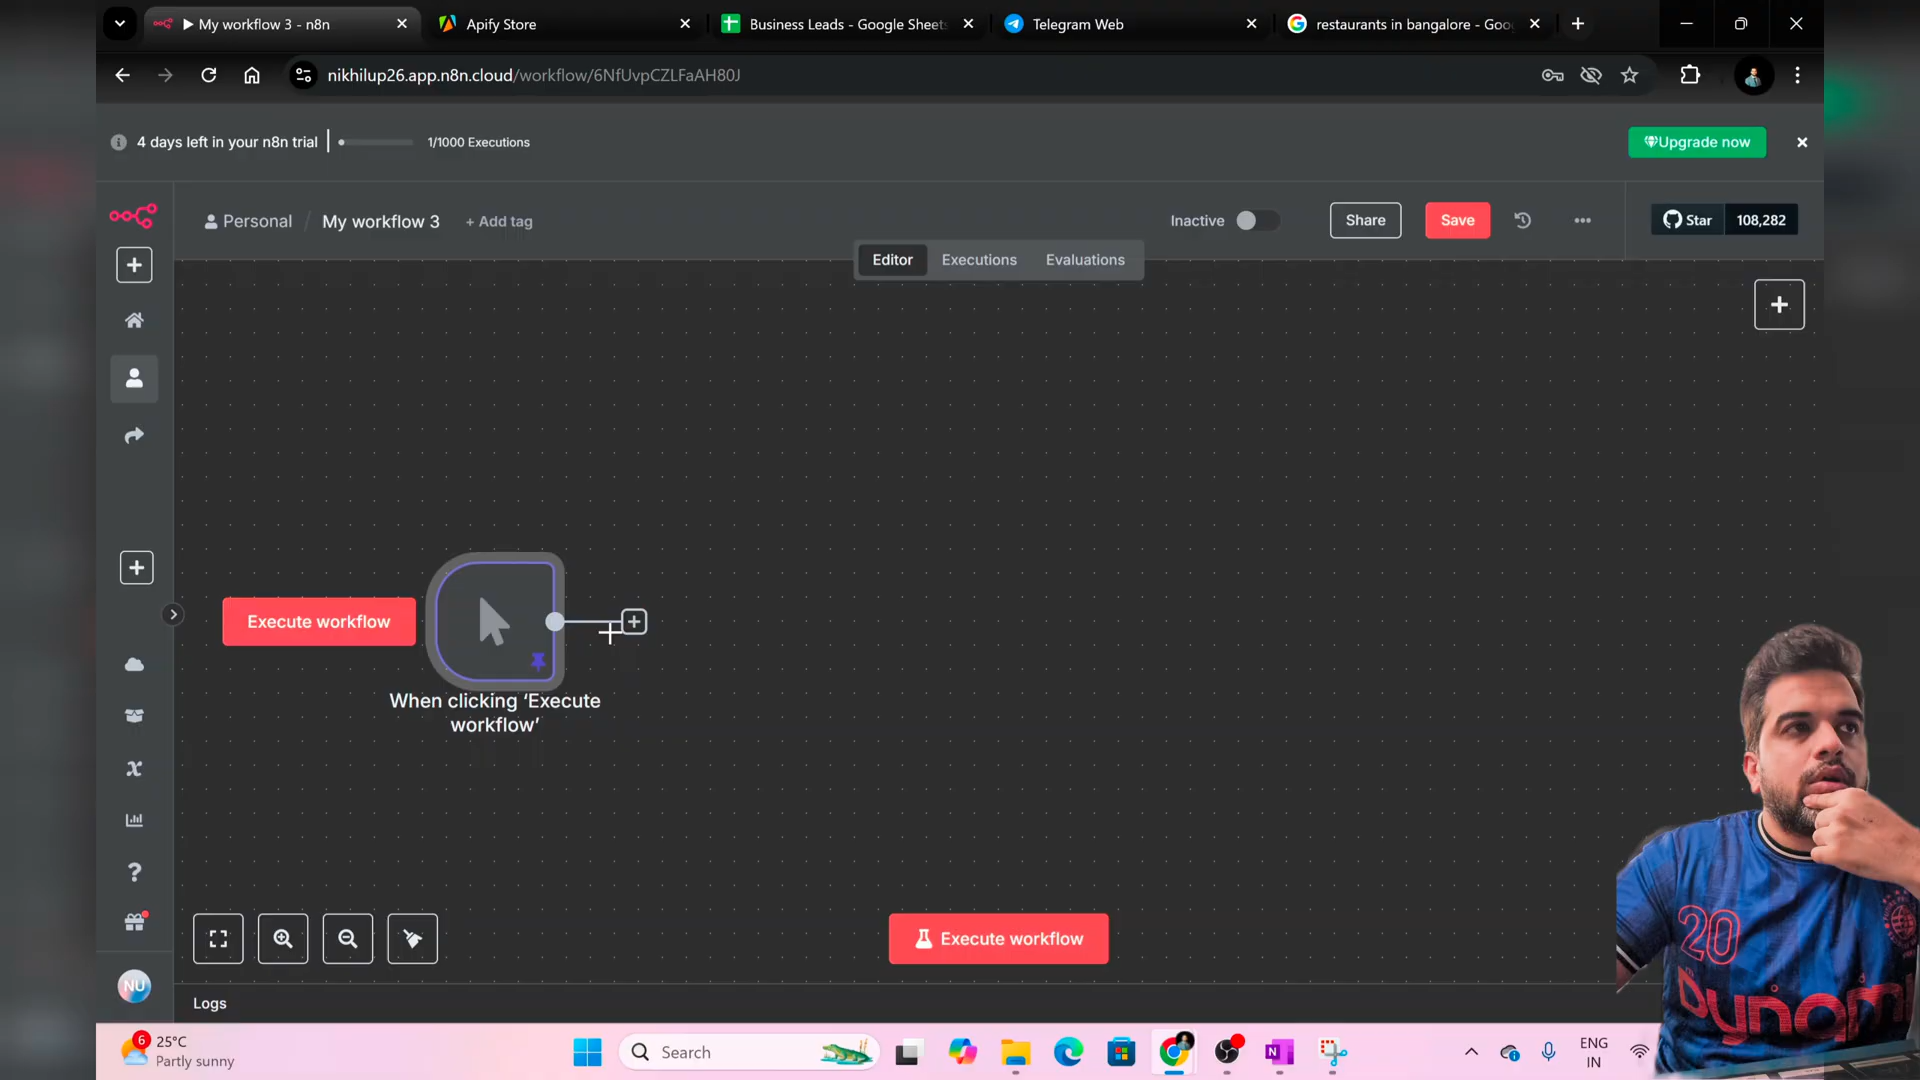 My workflow 3 - n8n
Apify Store
Business Leads - Google Sheets
Telegram Web
restaurants in bangalore - Goo
nikhilup26.app.n8n.cloud/workflow/6NfUvpCZLFaAH80J
4 days left in your n8n trial
1/1000 Executions
Upgrade now
Personal / My workflow 3
+ Add tag
Inactive
Share
Save
Star
108,282
Editor
Executions
Evaluations
Execute workflow
When clicking ‘Execute
workflow’
Execute workflow
NU
Logs
6
25°C
Partly sunny
Search
ENG
IN
20